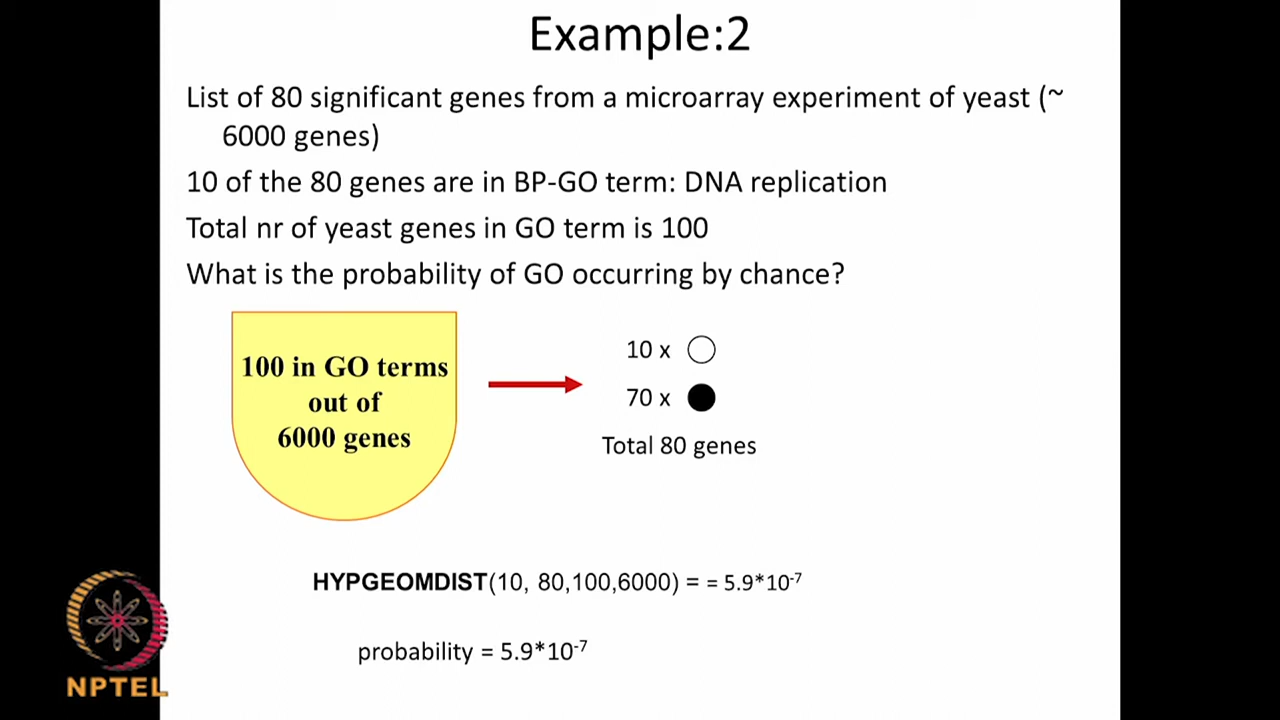 Example:2
List of 80 significant genes from a microarray experiment of yeast (~
6000 genes)
10 of the 80 genes are in BP-GO term: DNA replication
Total nr of yeast genes in GO term is 100
What is the probability of GO occurring by chance?
100 in GO terms
out of
6000 genes
10 x
70 x
Total 80 genes
HYPGEOMDIST(10, 80,100,6000) = = 5.9*10⁻⁷
probability = 5.9*10⁻⁷
NPTEL